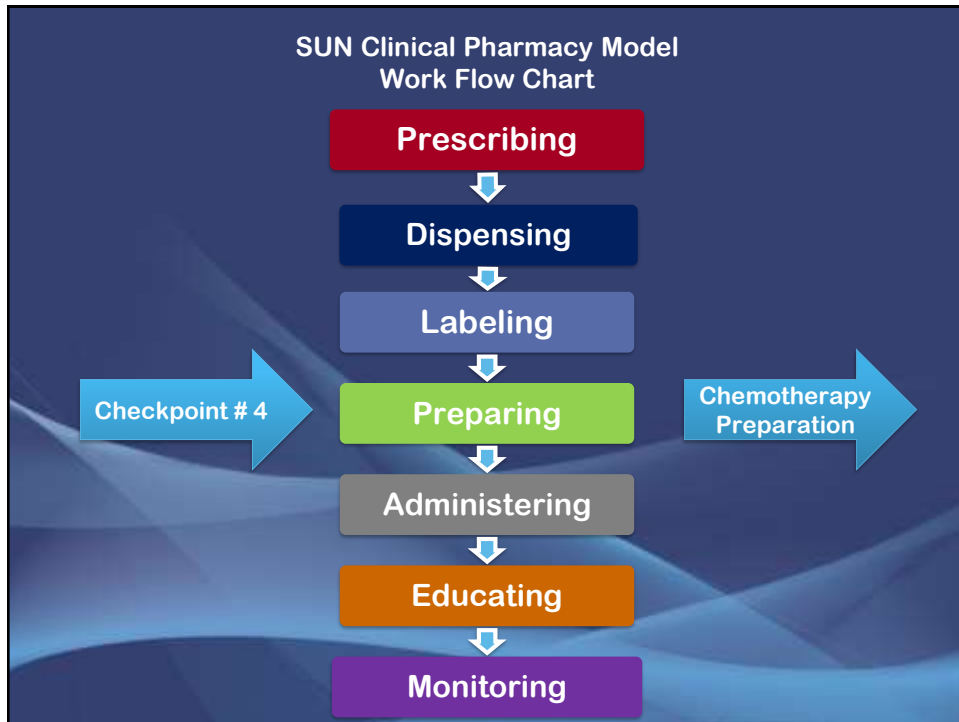 SUN Clinical Pharmacy Model
Work Flow Chart
Prescribing
Dispensing
Labeling
Checkpoint # 4
Preparing
Chemotherapy
Preparation
Administering
Educating
Monitoring